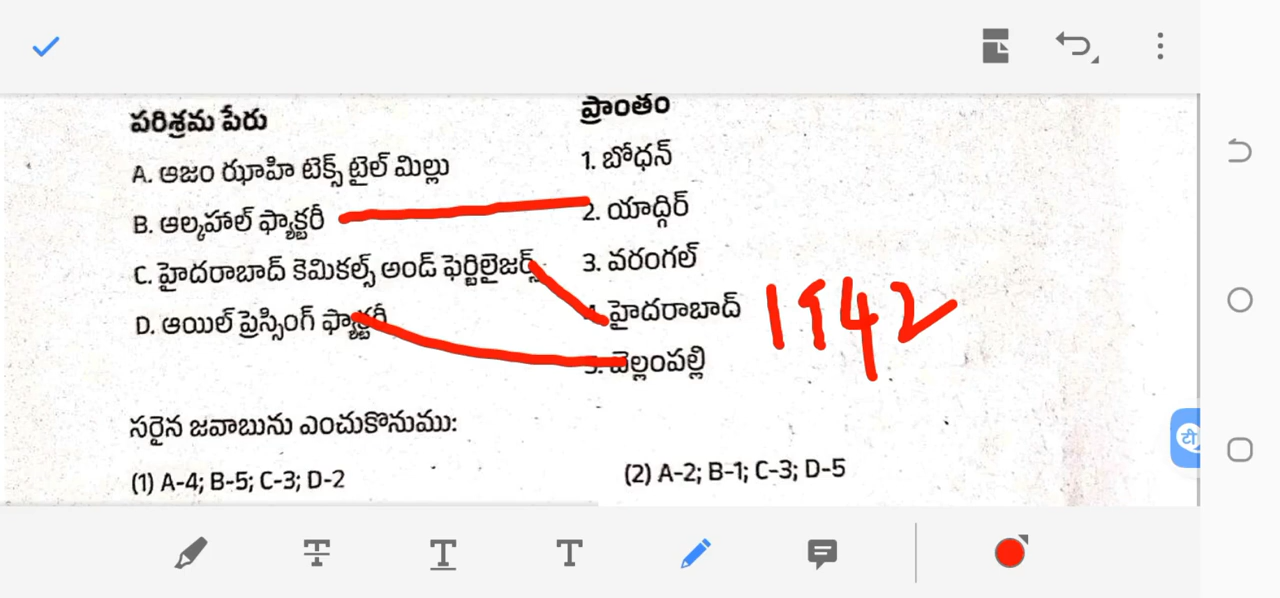 పరిశ్రమ పేరు
ప్రాంతం
A. ఆజం ఝాహి టెక్స్ టైల్ మిల్లు
1. బోధన్
B. ఆల్కహాల్ ఫ్యాక్టరీ
2. యాద్గిర్
C. హైదరాబాద్ కెమికల్స్ అండ్ ఫెర్టిలైజర్స్
3. వరంగల్
D. ఆయిల్ ప్రెస్సింగ్ ఫ్యాక్టరీ
4. హైదరాబాద్
1942
5. బెల్లంపల్లి
సరైన జవాబును ఎంచుకొనుము:
(1) A-4; B-5; C-3; D-2
(2) A-2; B-1; C-3; D-5
T
T
T
टी